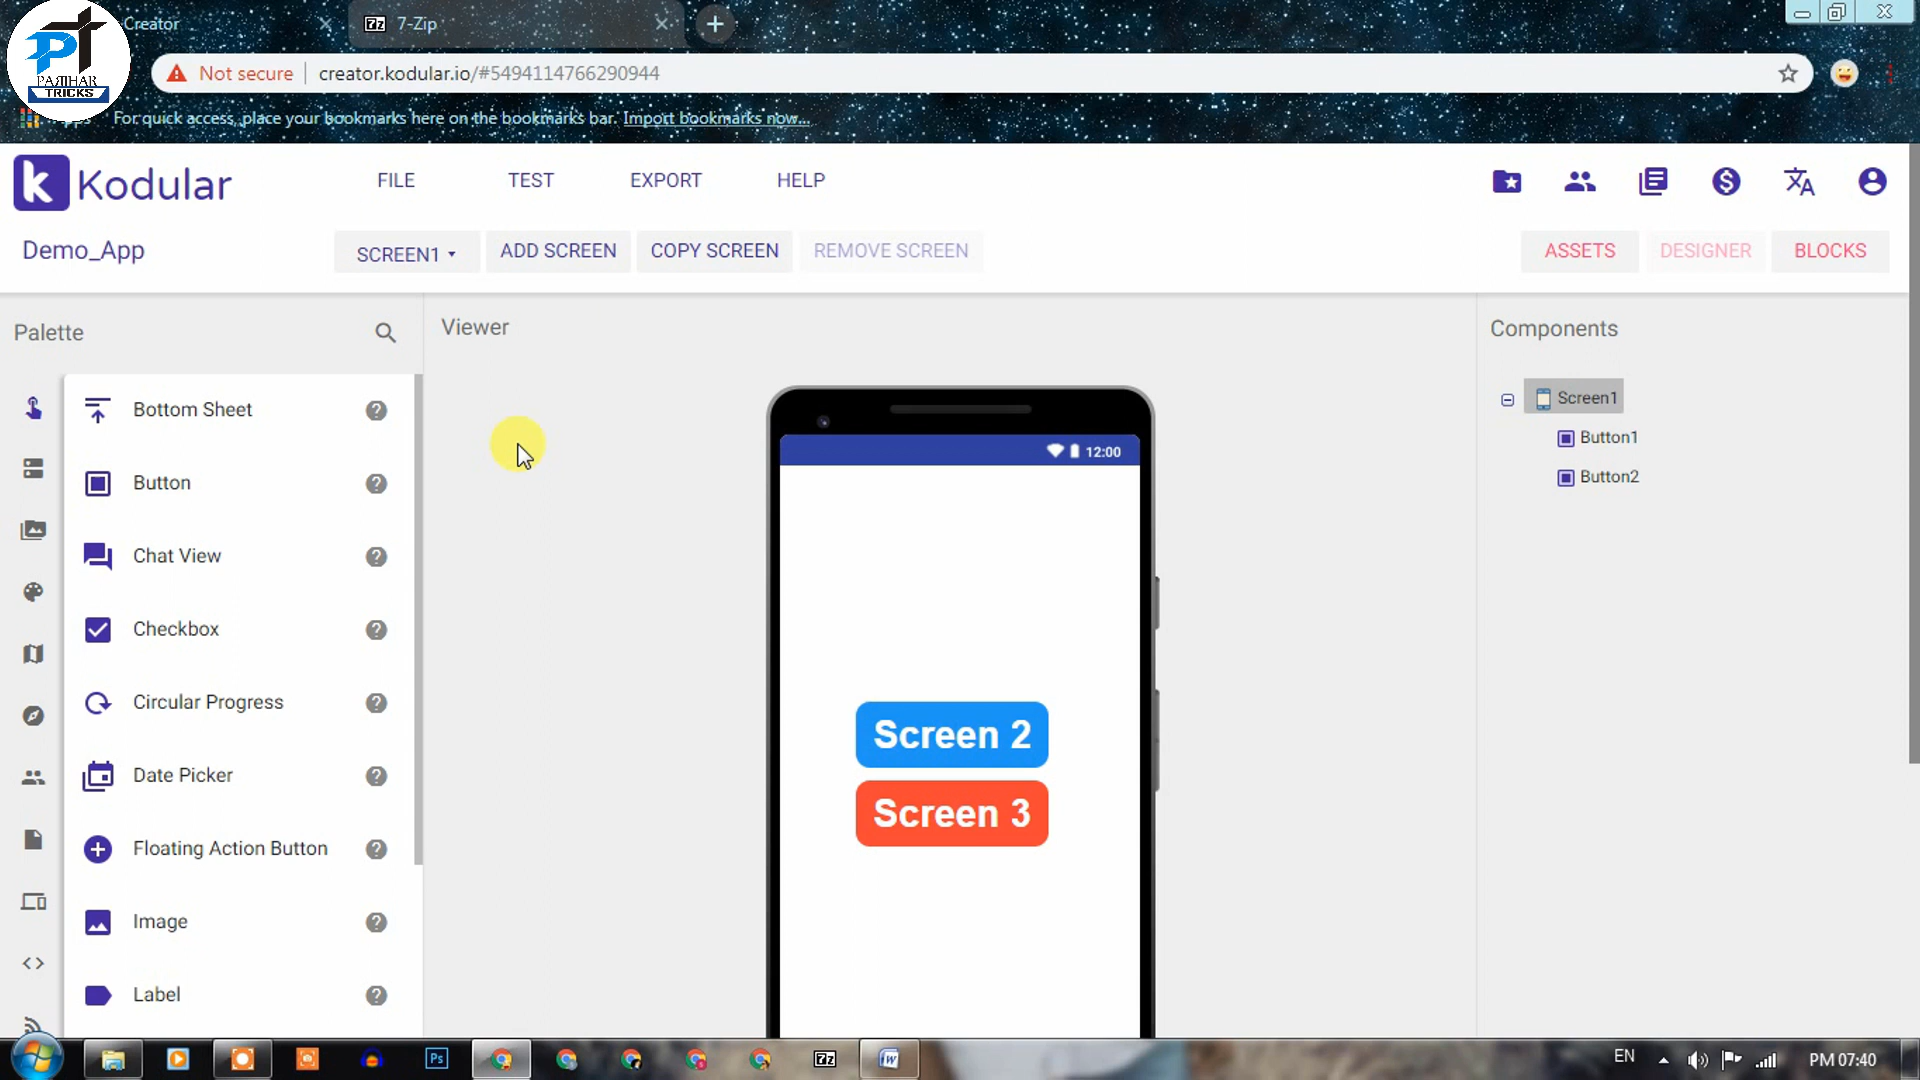 Creator
7-Zip
PARIHAR
TRICKS
Not secure
creator.kodular.io/#5494114766290944
For quick access, place your bookmarks here on the bookmarks bar. Import bookmarks now...
Kodular
FILE
TEST
EXPORT
HELP
Demo_App
SCREEN1
ADD SCREEN
COPY SCREEN
REMOVE SCREEN
ASSETS
DESIGNER
BLOCKS
Palette
Viewer
Components
Bottom Sheet
Button
Chat View
Checkbox
Circular Progress
Date Picker
Floating Action Button
Image
Label
12:00
Screen 2
Screen 3
Screen1
Button1
Button2
EN
PM 07:40